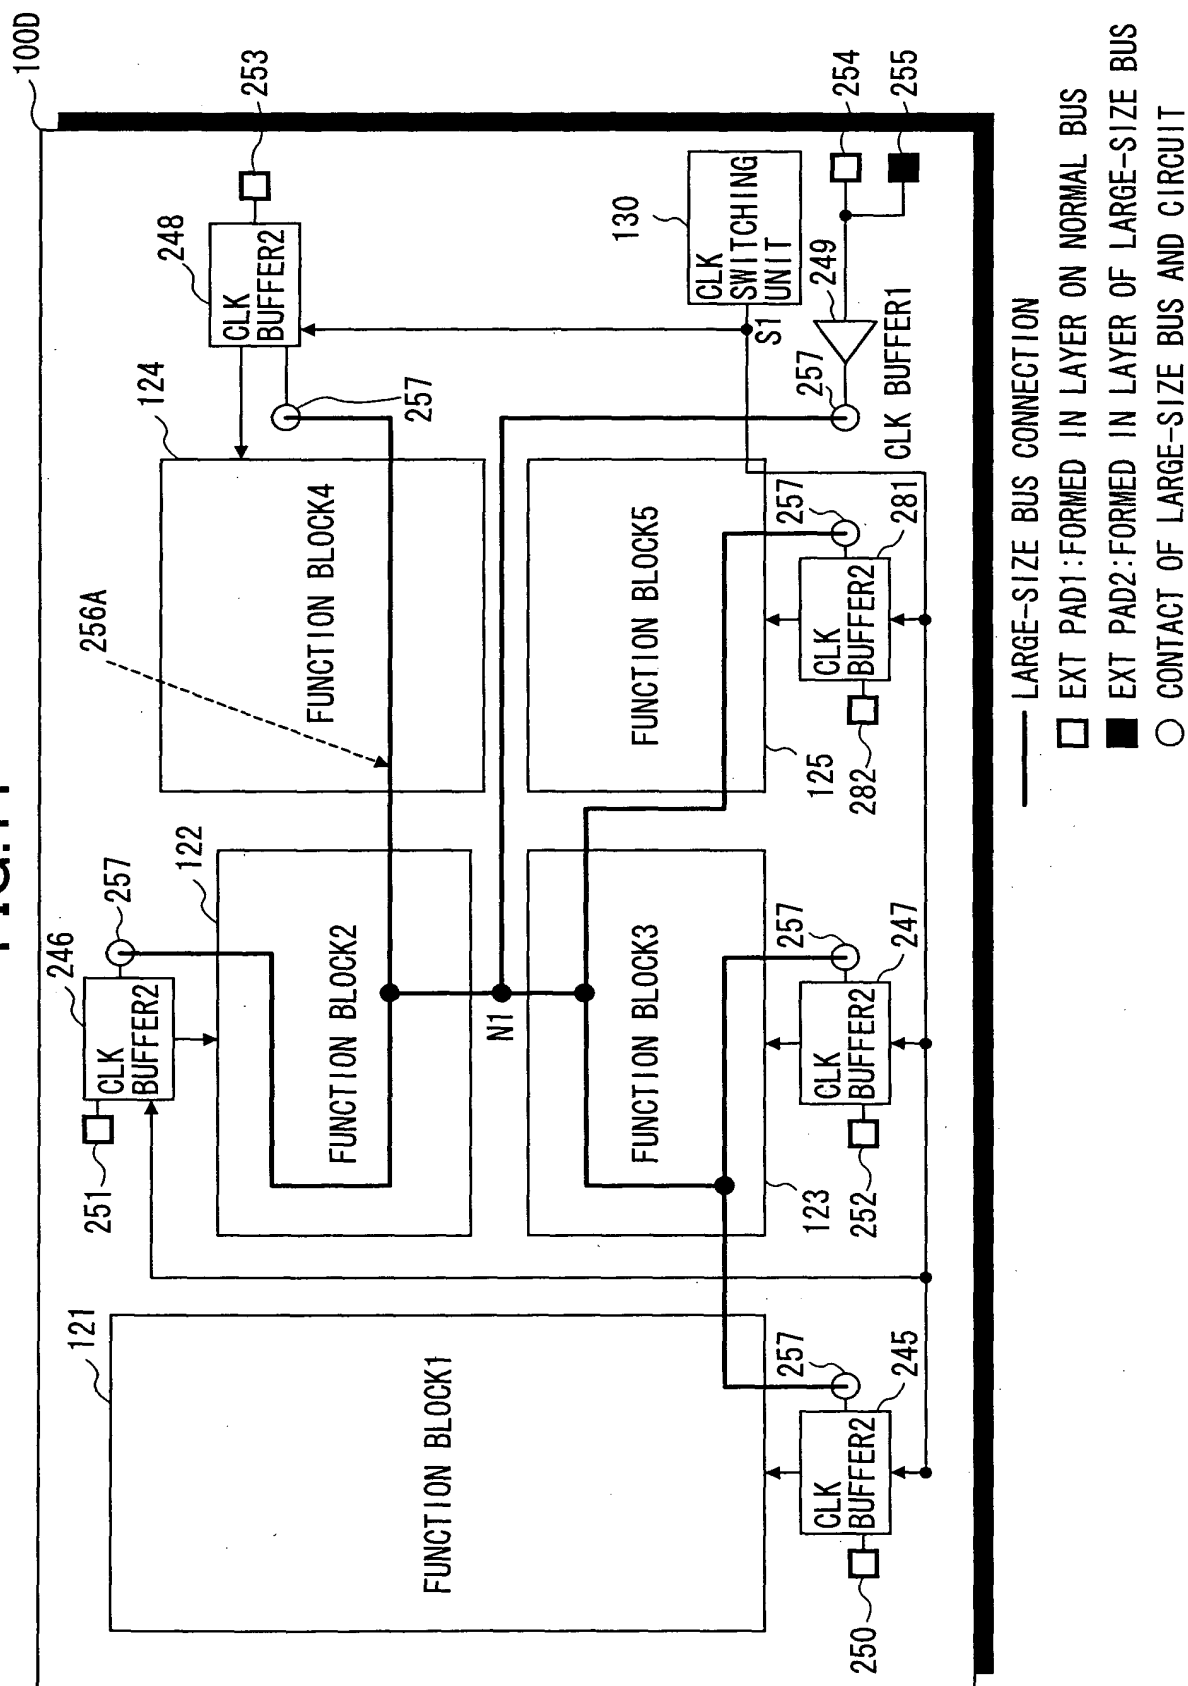 100D
246
257
251
121
122
124
248
253
CLK
BUFFER2
256A
CLK
BUFFER2
257
FUNCTION BLOCK1
FUNCTION BLOCK2
FUNCTION BLOCK4
N1
FUNCTION BLOCK3
FUNCTION BLOCK5
130
CLK
SWITCHING
UNIT
S1
123
125
257
257
257
257
249
254
255
CLK
BUFFER2
CLK
BUFFER2
CLK
BUFFER2
CLK BUFFER1
250
245
252
247
282
281
LARGE-SIZE BUS CONNECTION
EXT PAD1:FORMED IN LAYER ON NORMAL BUS
EXT PAD2:FORMED IN LAYER OF LARGE-SIZE BUS
CONTACT OF LARGE-SIZE BUS AND CIRCUIT